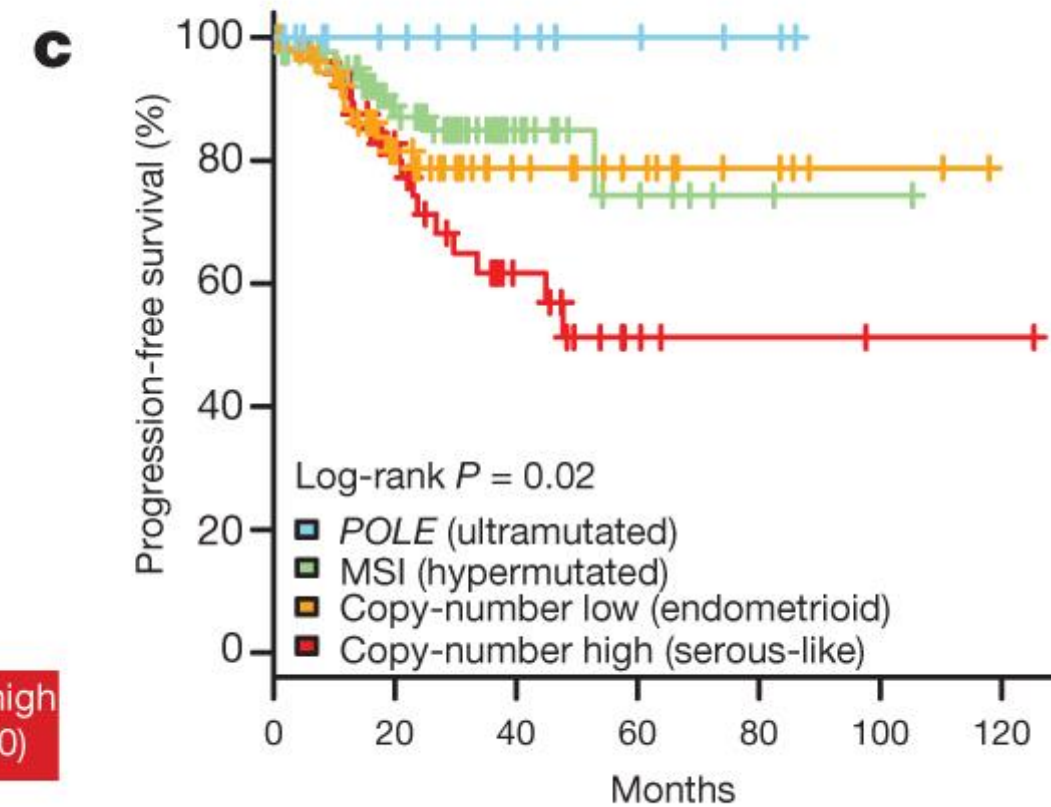 c
Progression-free survival (%)
100
80
60
40
20
0
Log-rank P = 0.02
POLE (ultramutated)
MSI (hypermutated)
Copy-number low (endometrioid)
Copy-number high (serous-like)
0 20 40 60 80 100 120
Months
high
0)